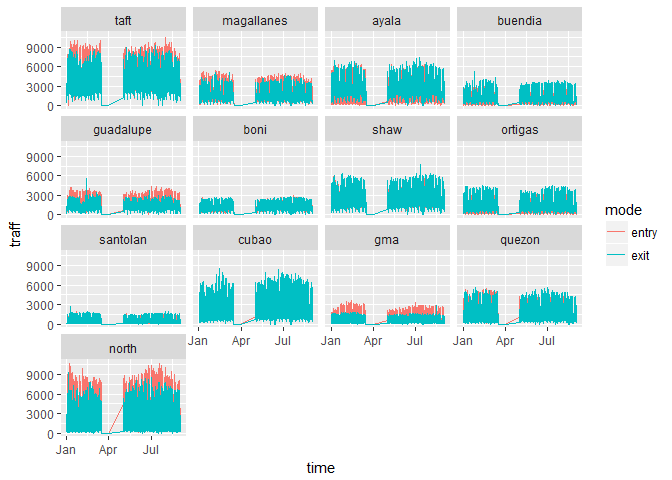 taft magallanes ayala buendia
9000
6000
3000
0
guadalupe boni shaw ortigas
9000
6000
3000
0
santolan cubao gma quezon
9000
6000
3000
0
Jan Apr Jul Jan Apr Jul Jan Apr Jul
north
9000
6000
3000
0
Jan Apr Jul
time
traff
mode
entry
exit